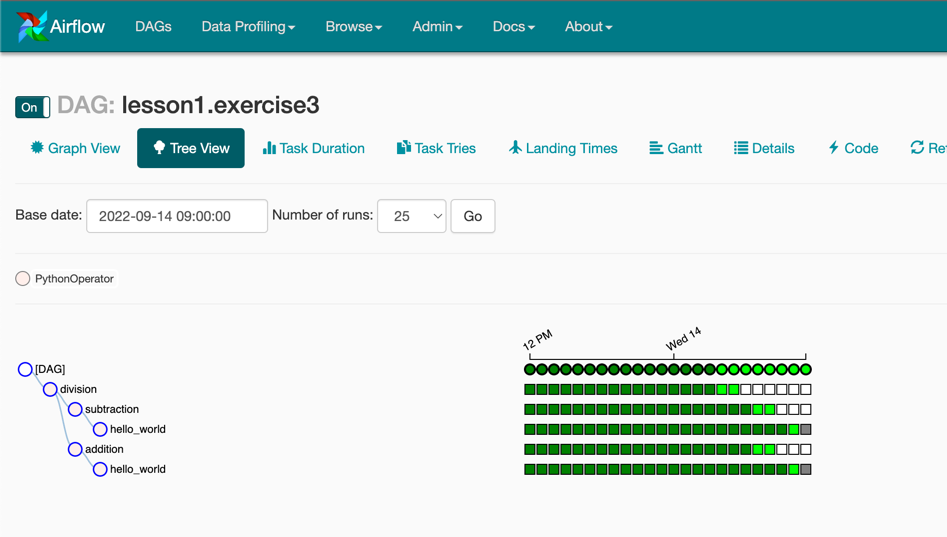 Airflow DAGs Data Profiling Browse Admin Docs About
On DAG: lesson1.exercise3
Graph View Tree View Task Duration Task Tries Landing Times Gantt Details Code
Base date: 2022-09-14 09:00:00 Number of runs: 25 Go
PythonOperator
12 PM Wed 14
[DAG]
division
subtraction
hello_world
addition
hello_world